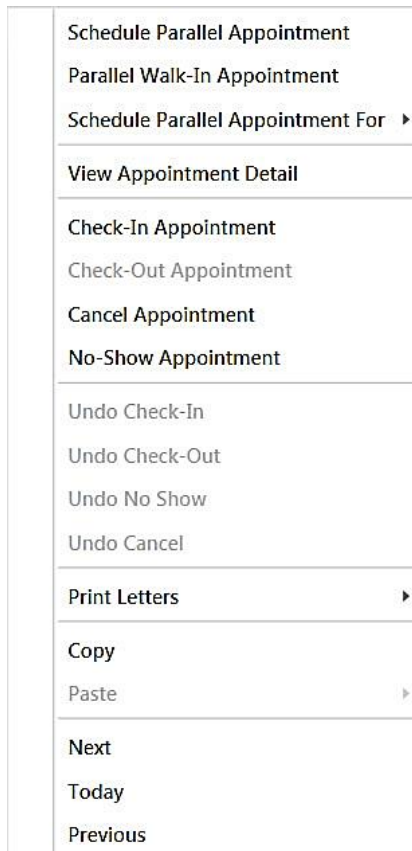 Schedule Parallel Appointment
Parallel Walk-In Appointment
Schedule Parallel Appointment For
View Appointment Detail
Check-In Appointment
Check-Out Appointment
Cancel Appointment
No-Show Appointment
Undo Check-In
Undo Check-Out
Undo No Show
Undo Cancel
Print Letters
Copy
Paste
Next
Today
Previous